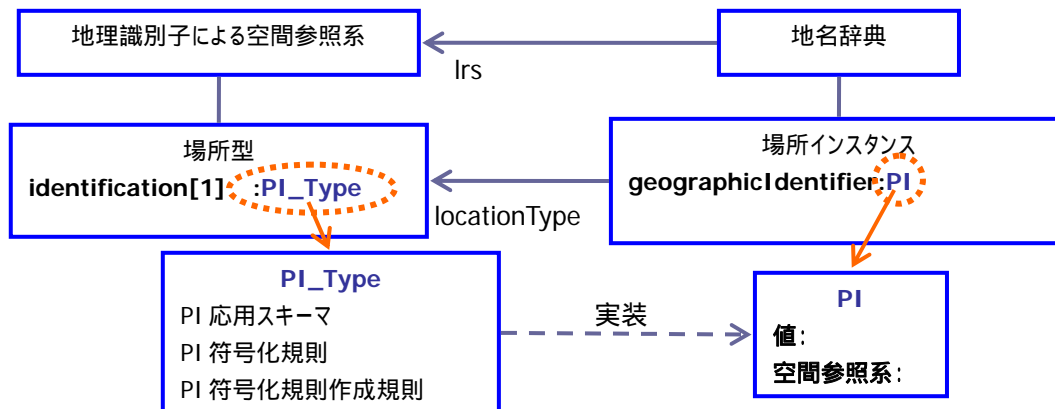 地理識別子による空間参照系
地名辞典
lrs
場所型
identification[1] :PI_Type
場所インスタンス
geographicIdentifier:PI
locationType
PI_Type
PI 応用スキーマ
PI 符号化規則
PI 符号化規則作成規則
実装
PI
値:
空間参照系: